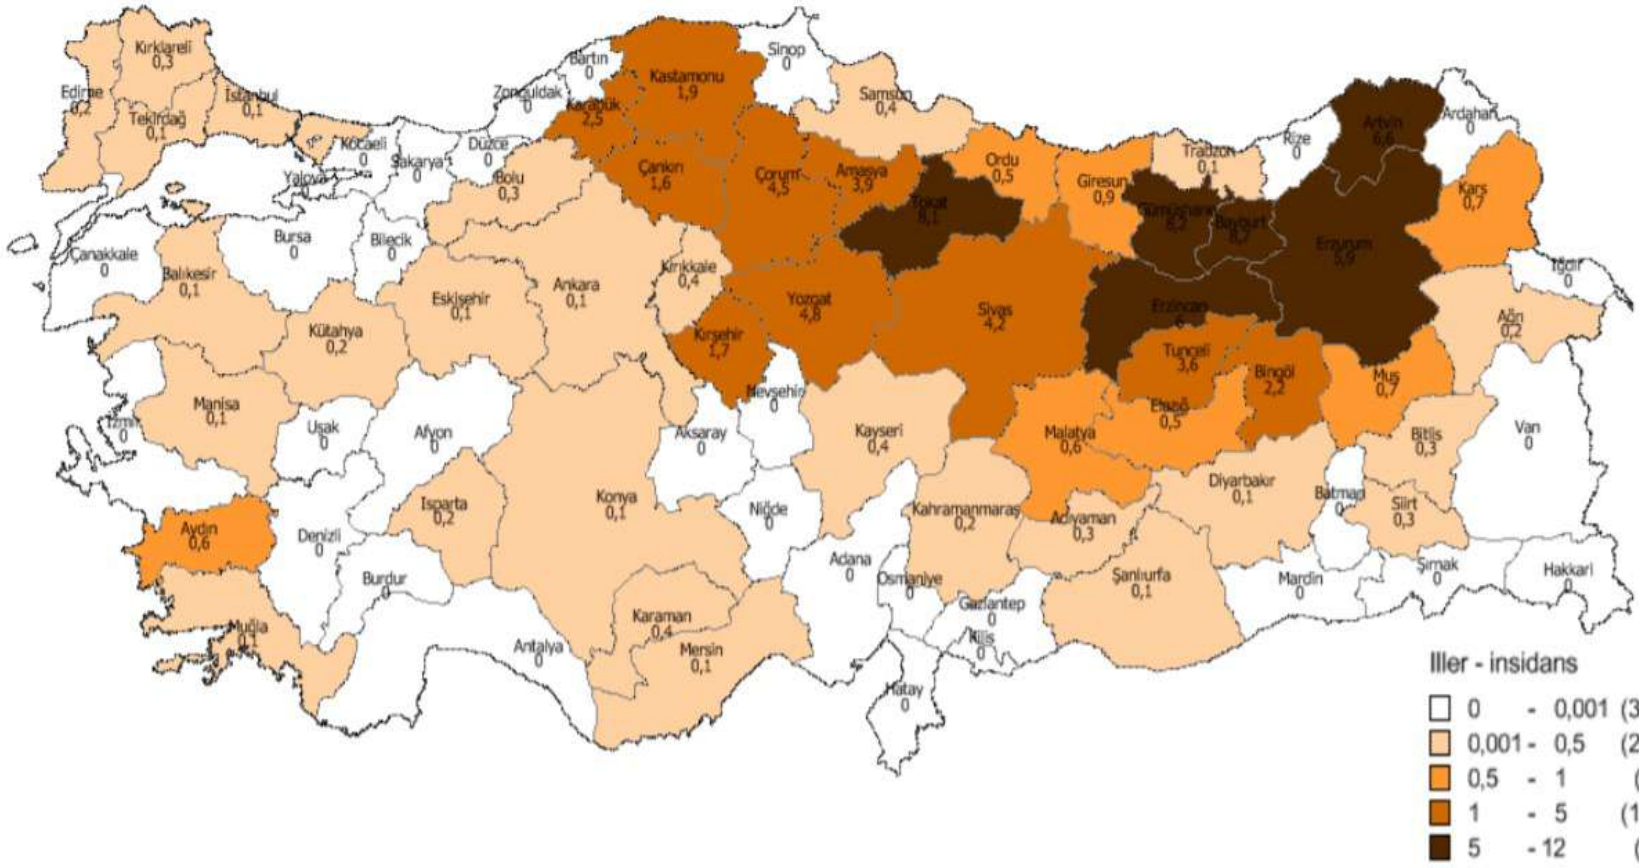 Kırklareli
0,3
Edirne
0,2
Tekirdağ
0,1
İstanbul
0,1
Kocaeli
0
Yalova
Sakarya
0
Düzce
0
Zonguldak
0
Bartın
0
Karabük
2,5
Kastamonu
1,9
Sinop
0
Samsun
0,4
Bolu
0,3
Çankırı
1,6
Çorum
4,5
Amasya
3,9
Tokat
Ordu
0,5
Giresun
0,9
Trabzon
0,1
Rize
0
Artvin
6,6
Ardahan
0
Gümüşhane
Bayburt
8,7
Erzurum
5,9
Kars
0,7
Iğdır
0
Ağrı
0,2
Çanakkale
0
Balıkesir
0,1
Bursa
0
Bilecik
0
Eskişehir
0,1
Kütahya
0,2
Ankara
0,1
Kırıkkale
0,4
Kırşehir
1,7
Yozgat
4,8
Sivas
4,2
Erzincan
6
Tunceli
3,6
Bingöl
2,2
Muş
0,7
Elazığ
0,5
Malatya
0,6
Manisa
0,1
İzmir
0
Uşak
0
Afyon
0
Nevşehir
0
Aksaray
0
Kayseri
0,4
Bitlis
0,3
Van
0
Aydın
0,6
Denizli
0
Isparta
0,2
Konya
0,1
Niğde
0
Kahramanmaraş
0,2
Adıyaman
0,3
Diyarbakır
0,1
Batman
0
Siirt
0,3
Muğla
0,1
Burdur
0
Antalya
0
Karaman
0,4
Mersin
0,1
Adana
0
Osmaniye
0
Gaziantep
0
Kilis
0
Hatay
0
Şanlıurfa
0,1
Mardin
0
Şırnak
0
Hakkari
0
İller - insidans
0 - 0,001 (3
0,001 - 0,5 (2
0,5 - 1 (
1 - 5 (1
5 - 12 (